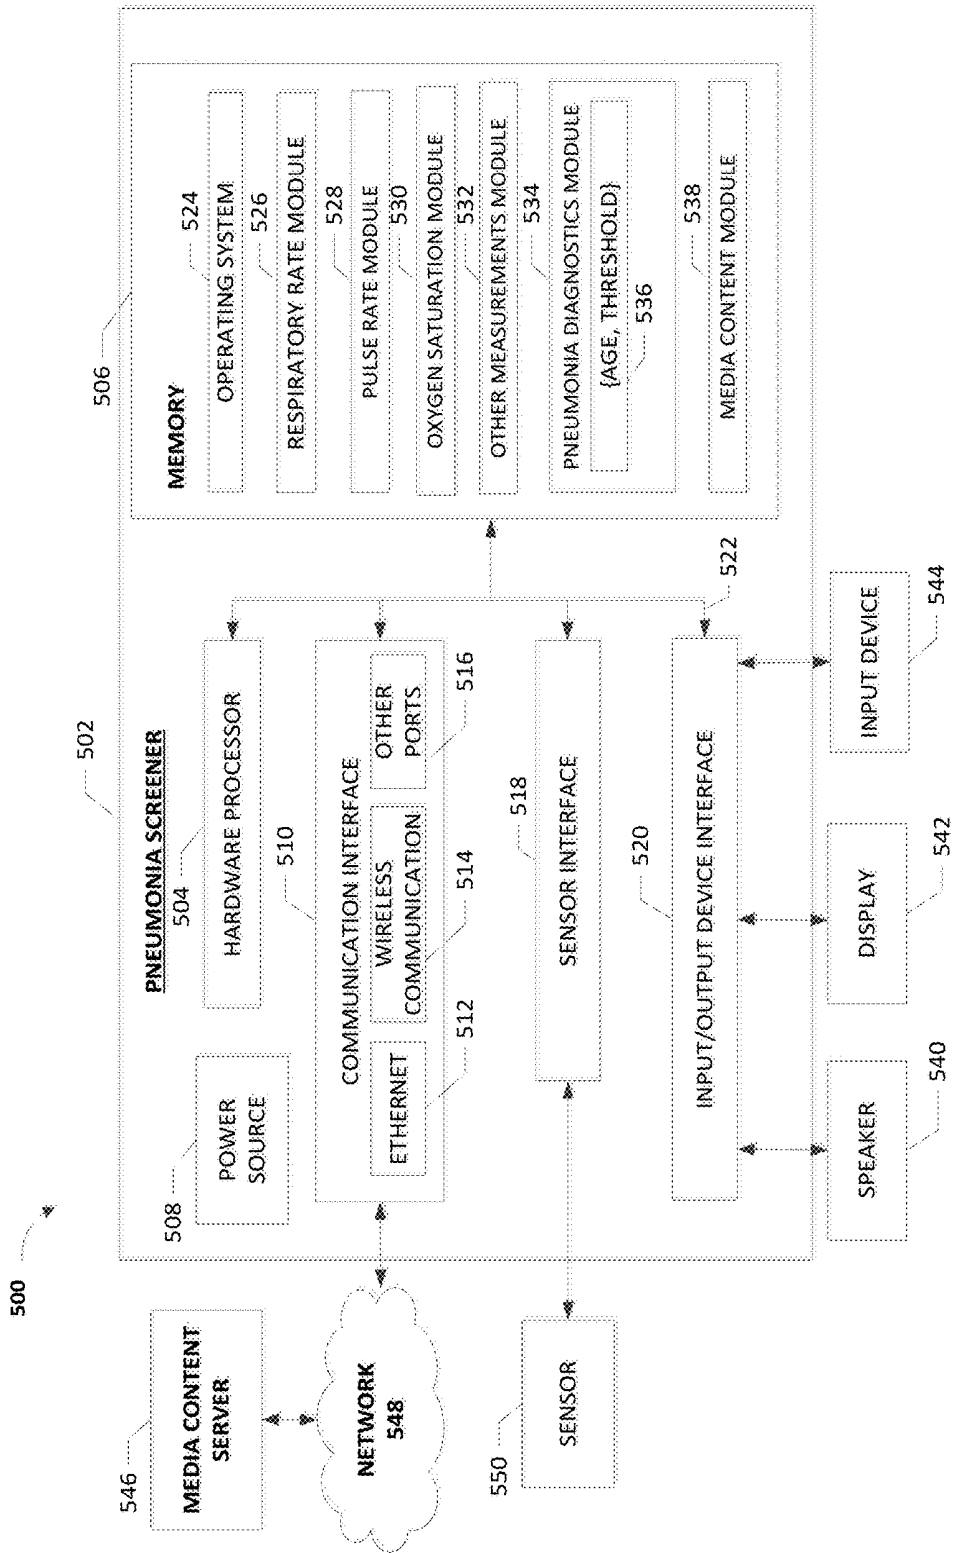 500
502
PNEUMONIA SCREENER
546
MEDIA CONTENT
SERVER
NETWORK
548
550
SENSOR
508
POWER
SOURCE
504
HARDWARE PROCESSOR
510
COMMUNICATION INTERFACE
ETHERNET
512
WIRELESS
COMMUNICATION
514
OTHER
PORTS
516
518
SENSOR INTERFACE
520
INPUT/OUTPUT DEVICE INTERFACE
522
506
MEMORY
524
OPERATING SYSTEM
526
RESPIRATORY RATE MODULE
528
PULSE RATE MODULE
530
OXYGEN SATURATION MODULE
532
OTHER MEASUREMENTS MODULE
534
PNEUMONIA DIAGNOSTICS MODULE
{AGE, THRESHOLD}
536
538
MEDIA CONTENT MODULE
SPEAKER
540
DISPLAY
542
INPUT DEVICE
544